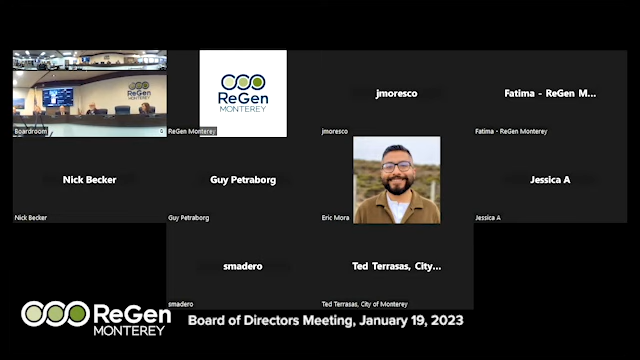 ReGen
MONTEREY
Boardroom
ReGen
MONTEREY
ReGen Monterey
jmoresco
jmoresco
Fatima - ReGen M...
Fatima - ReGen Monterey
Nick Becker
Nick Becker
Guy Petraborg
Guy Petraborg
Eric Mora
Jessica A
Jessica A
smadero
smadero
Ted Terrasas, City...
Ted Terrasas, City of Monterey
ReGen
MONTEREY
Board of Directors Meeting, January 19, 2023